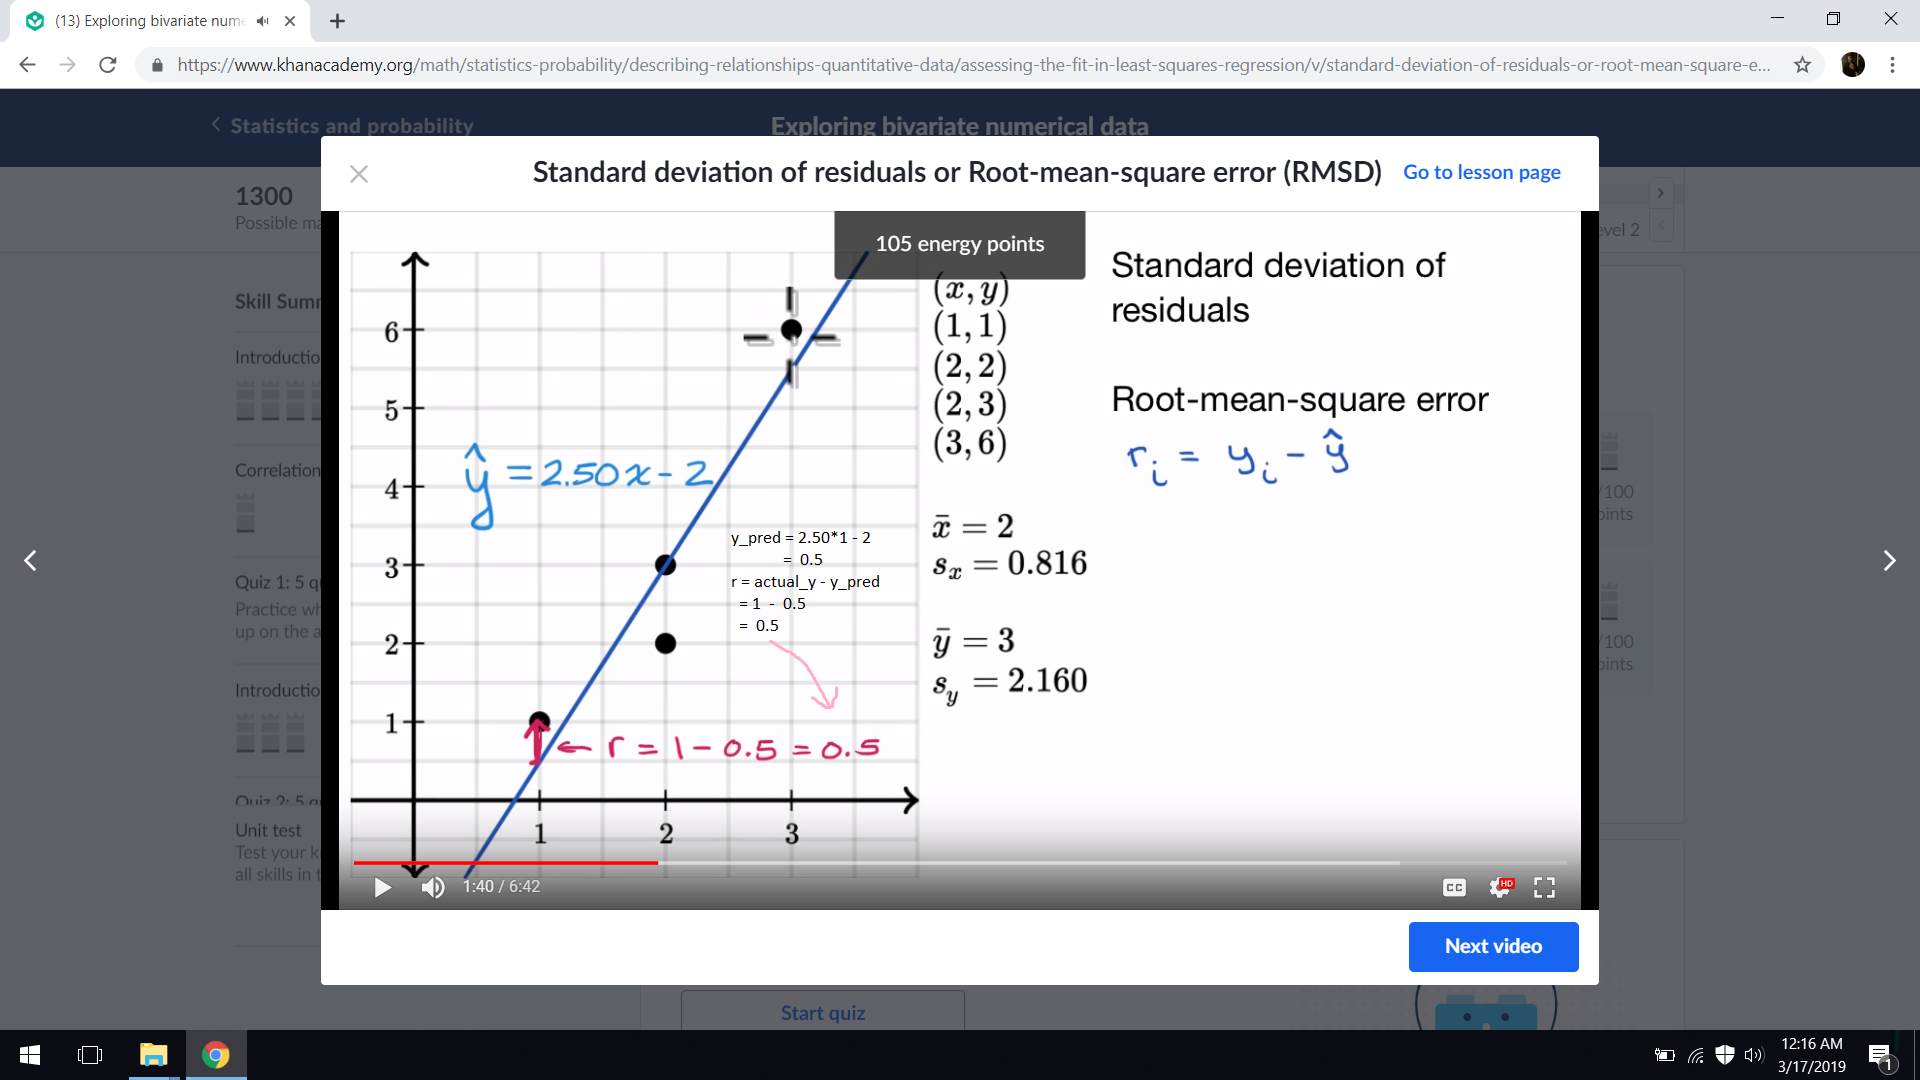 (13) Exploring bivariate nume
https://www.khanacademy.org/math/statistics-probability/describing-relationships-quantitative-data/assessing-the-fit-in-least-squares-regression/v/standard-deviation-of-residuals-or-root-mean-square-e...
Statistics and probability
Exploring bivariate numerical data
Standard deviation of residuals or Root-mean-square error (RMSD)
Go to lesson page
1300
Possible ma
evel 2
105 energy points
Skill Summ
Introductio
Correlation
Quiz 1: 5 q
Practice wh
up on the a
Introductio
Quiz 2: 5 q
Unit test
Test your k
all skills in t
6
5
4
3
2
1
1
2
3
ŷ = 2.50x - 2
y_pred = 2.50*1 - 2
= 0.5
r = actual_y - y_pred
= 1 - 0.5
= 0.5
← r = 1 - 0.5 = 0.5
(x, y)
(1, 1)
(2, 2)
(2, 3)
(3, 6)
x̄ = 2
sₓ = 0.816
ȳ = 3
s_y = 2.160
Standard deviation of
residuals
Root-mean-square error
rᵢ = yᵢ - ŷ
/100
oints
/100
oints
1:40 / 6:42
CC
HD
Next video
Start quiz
12:16 AM
3/17/2019
1